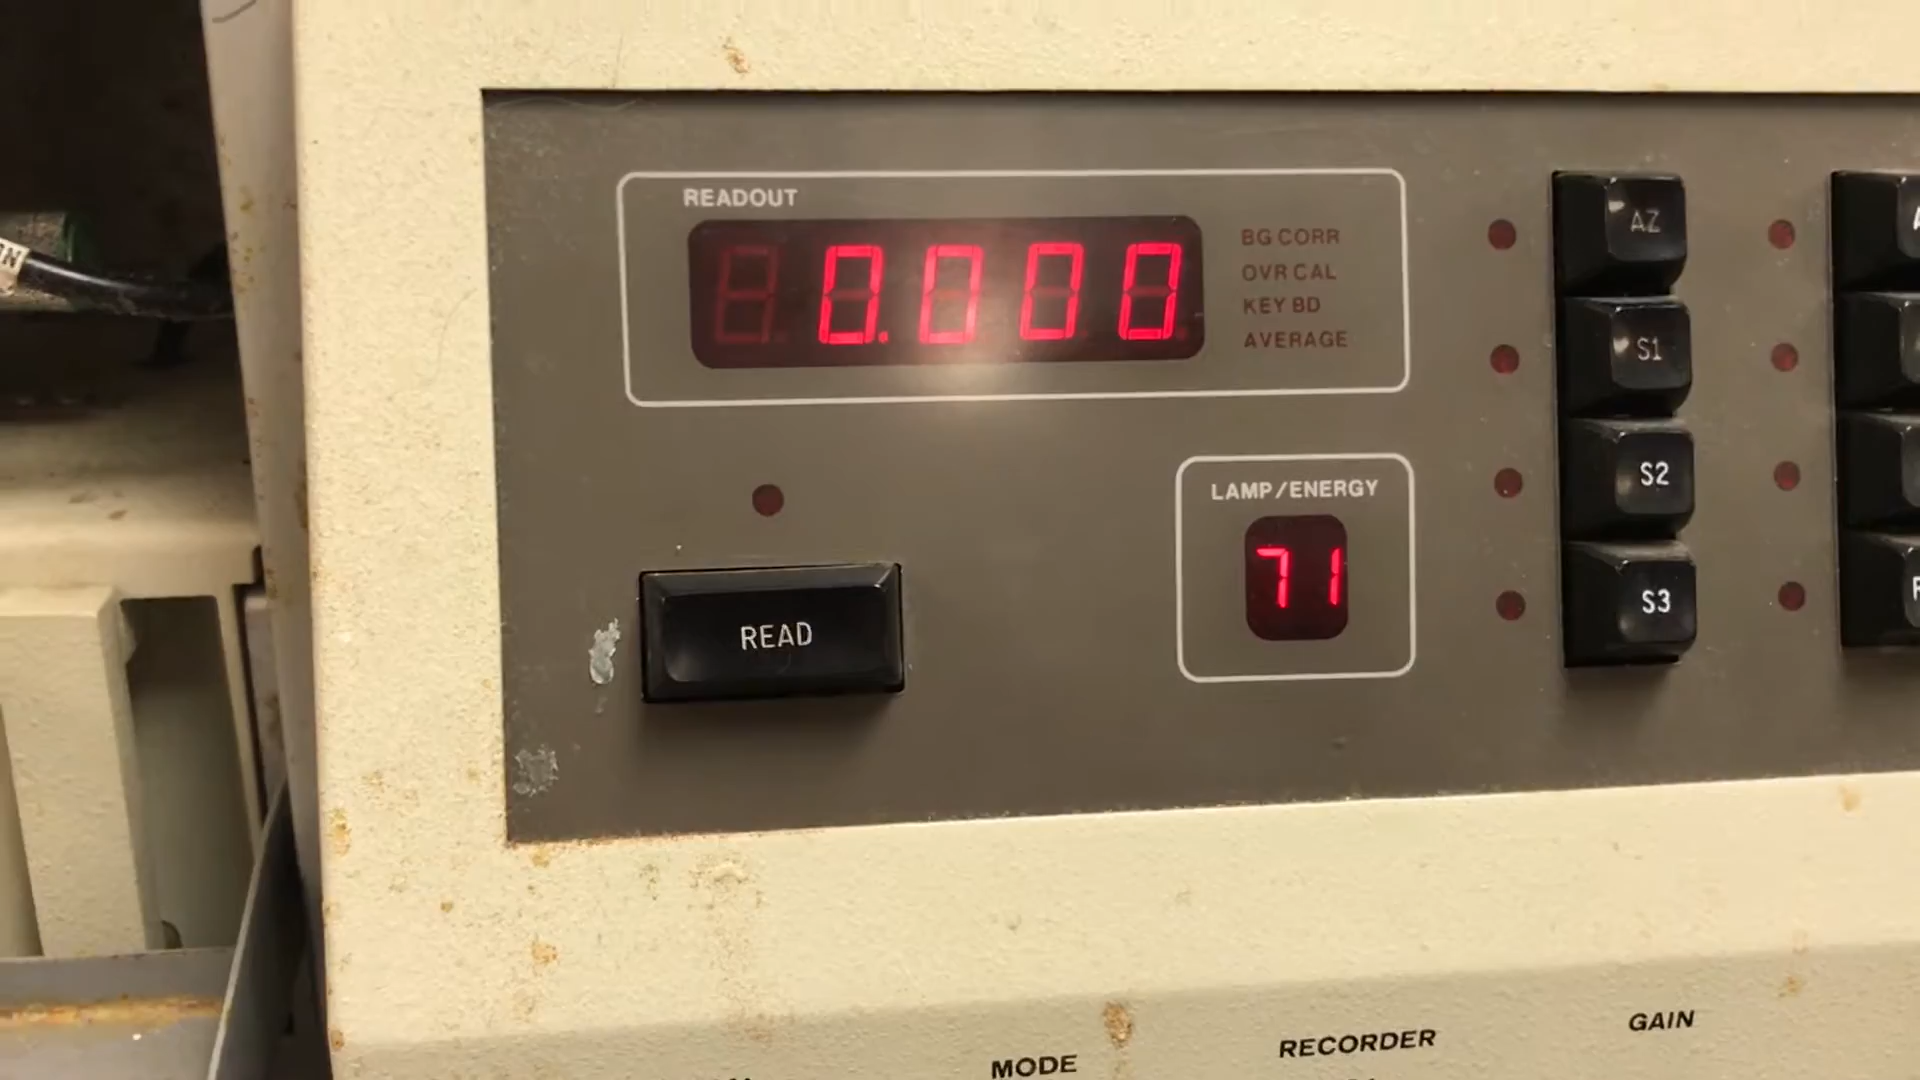 READOUT
0.000
BG CORR
OVR CAL
KEY BD
AVERAGE
LAMP/ENERGY
71
READ
AZ
S1
S2
S3
MODE
RECORDER
GAIN